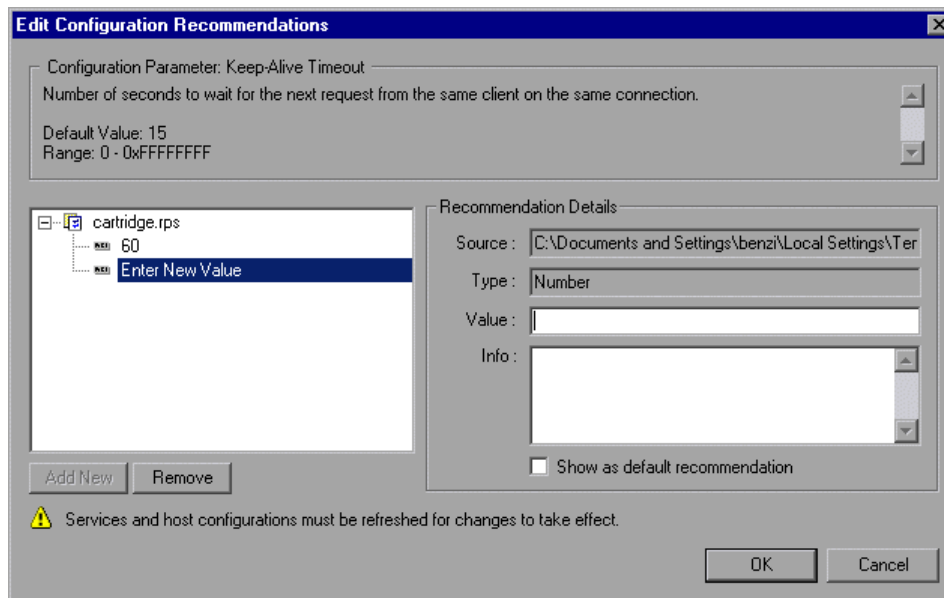 Edit Configuration Recommendations
Configuration Parameter: Keep-Alive Timeout
Number of seconds to wait for the next request from the same client on the same connection.
Default Value: 15
Range: 0 - 0xFFFFFFFF
cartridge.rps
60
Enter New Value
Add New
Remove
Recommendation Details
Source : C:\Documents and Settings\benzi\Local Settings\Ter
Type : Number
Value :
Info :
Show as default recommendation
Services and host configurations must be refreshed for changes to take effect.
OK
Cancel